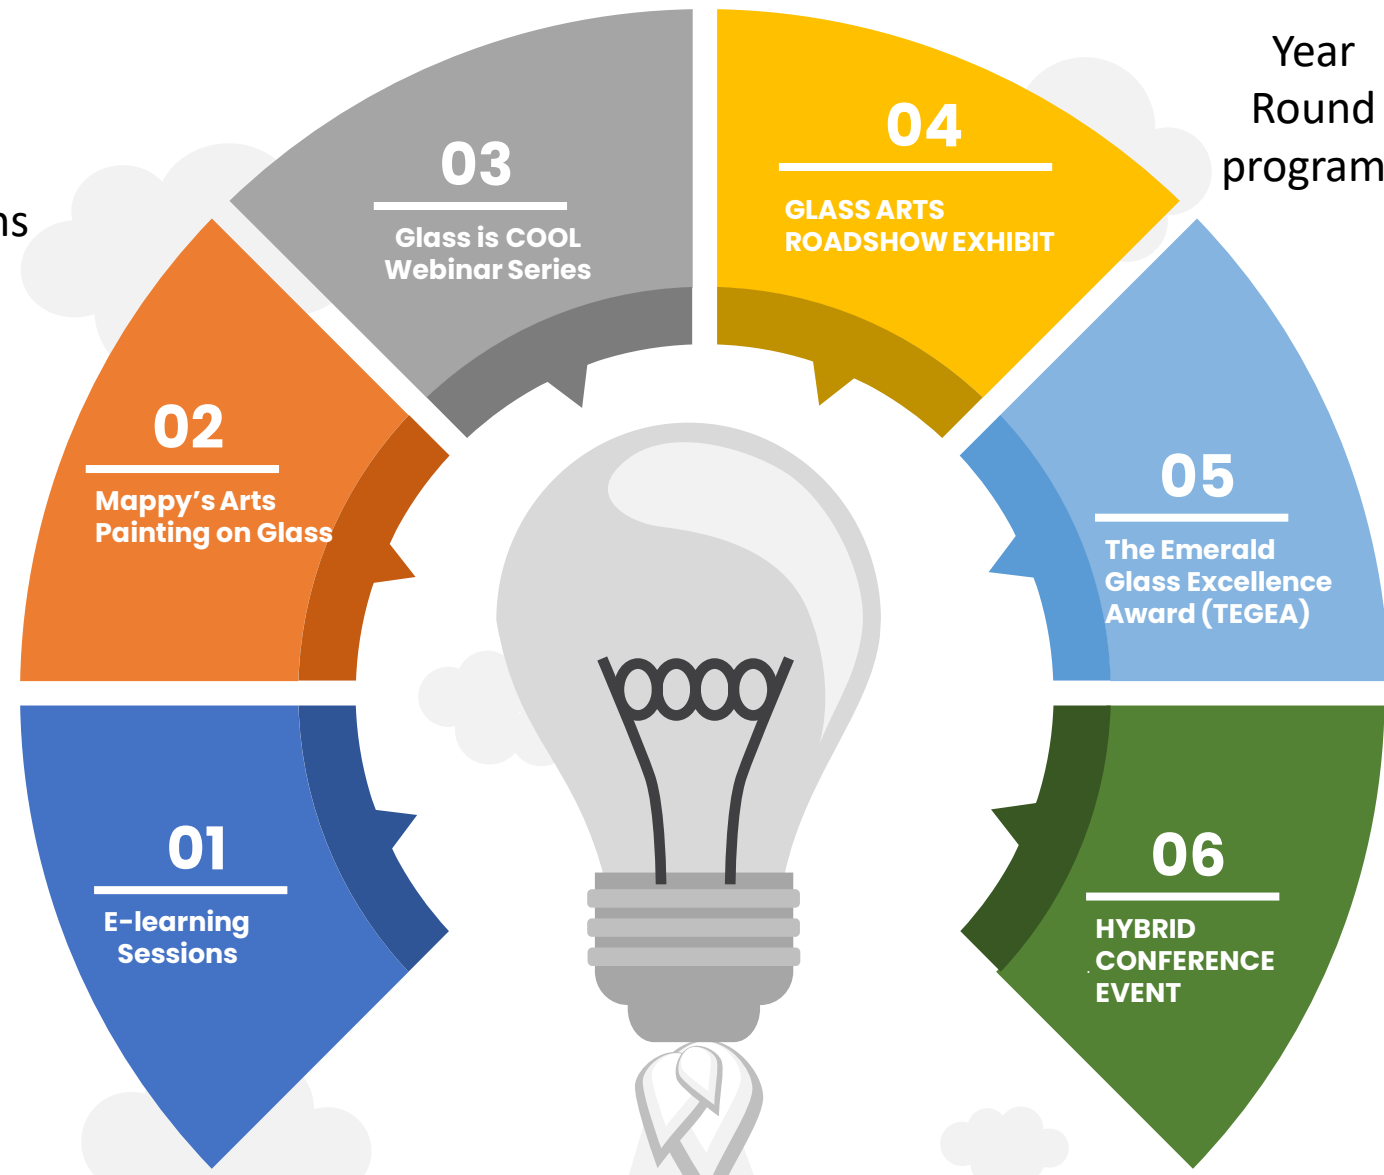 Year
Round
program
ns
03
Glass is COOL
Webinar Series
04
GLASS ARTS
ROADSHOW EXHIBIT
02
Mappy’s Arts
Painting on Glass
05
The Emerald
Glass Excellence
Award (TEGEA)
01
E-learning
Sessions
06
HYBRID
CONFERENCE
EVENT